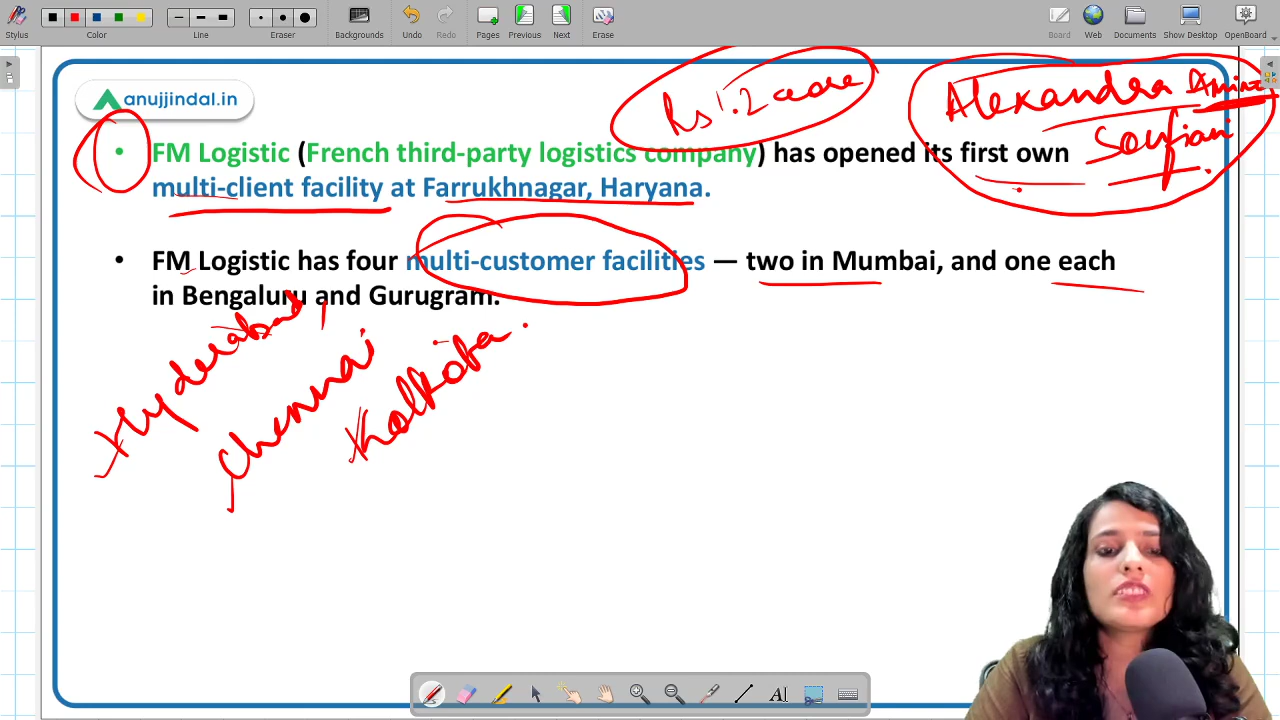 Stylus
Color
Line
Eraser
Backgrounds
Undo
Redo
Pages
Previous
Next
Erase
Board
Web
Documents
Show Desktop
OpenBoard
anujjindal.in
Rs 1.2 crore
Alexandra Amine
Soufiani
• FM Logistic (French third-party logistics company) has opened its first own
multi-client facility at Farrukhnagar, Haryana.
• FM Logistic has four multi-customer facilities — two in Mumbai, and one each
in Bengaluru and Gurugram.
Hyderabad,
Chennai
Kolkata.